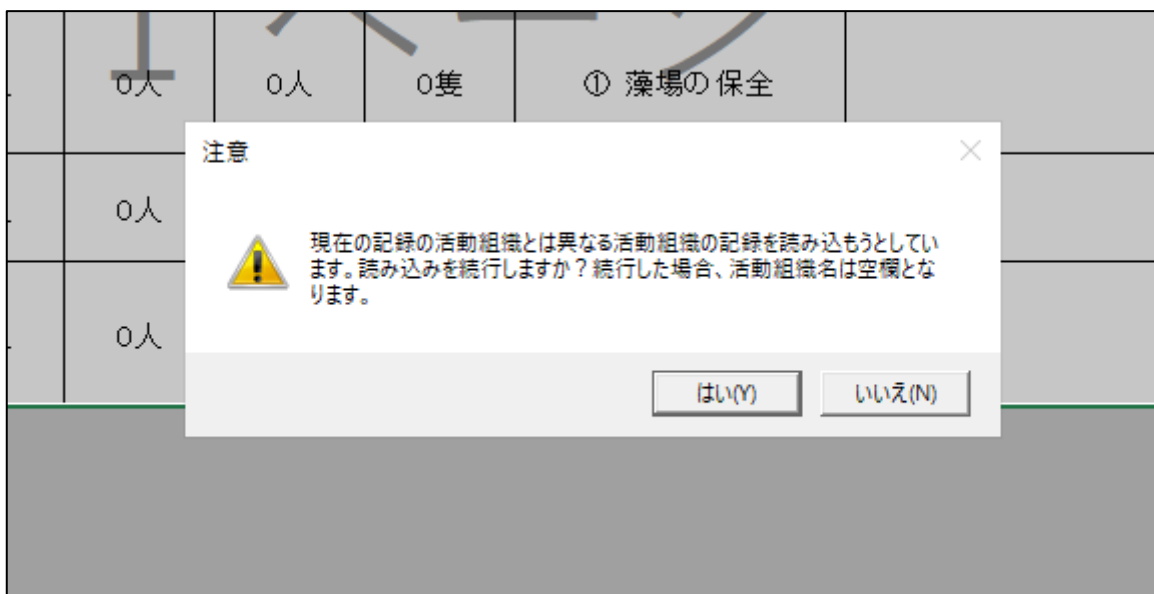 1 ページ
0人 0人 0隻 ① 藻場の保全
注意
現在の記録の活動組織とは異なる活動組織の記録を読み込もうとしてい
ます。読み込みを続行しますか？続行した場合、活動組織名は空欄とな
ります。
0人
0人
はい(Y) いいえ(N)